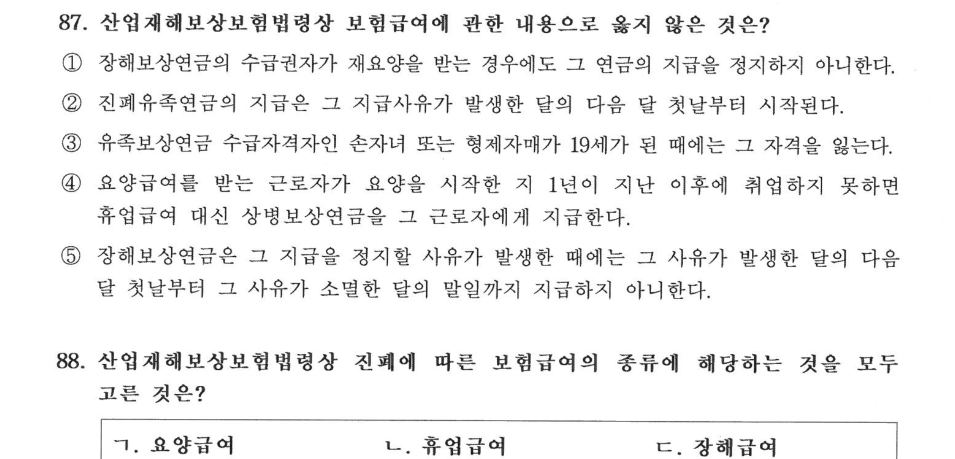 87. 산업재해보상보험법령상 보험급여에 관한 내용으로 옳지 않은 것은?
① 장해보상연금의 수급권자가 재요양을 받는 경우에도 그 연금의 지급을 정지하지 아니한다.
② 진폐유족연금의 지급은 그 지급사유가 발생한 달의 다음 달 첫날부터 시작된다.
③ 유족보상연금 수급자격자인 손자녀 또는 형제자매가 19세가 된 때에는 그 자격을 잃는다.
④ 요양급여를 받는 근로자가 요양을 시작한 지 1년이 지난 이후에 취업하지 못하면
휴업급여 대신 상병보상연금을 그 근로자에게 지급한다.
⑤ 장해보상연금은 그 지급을 정지할 사유가 발생한 때에는 그 사유가 발생한 달의 다음
달 첫날부터 그 사유가 소멸한 달의 말일까지 지급하지 아니한다.
88. 산업재해보상보험법령상 진폐에 따른 보험급여의 종류에 해당하는 것을 모두
고른 것은?
ㄱ. 요양급여 ㄴ. 휴업급여 ㄷ. 장해급여